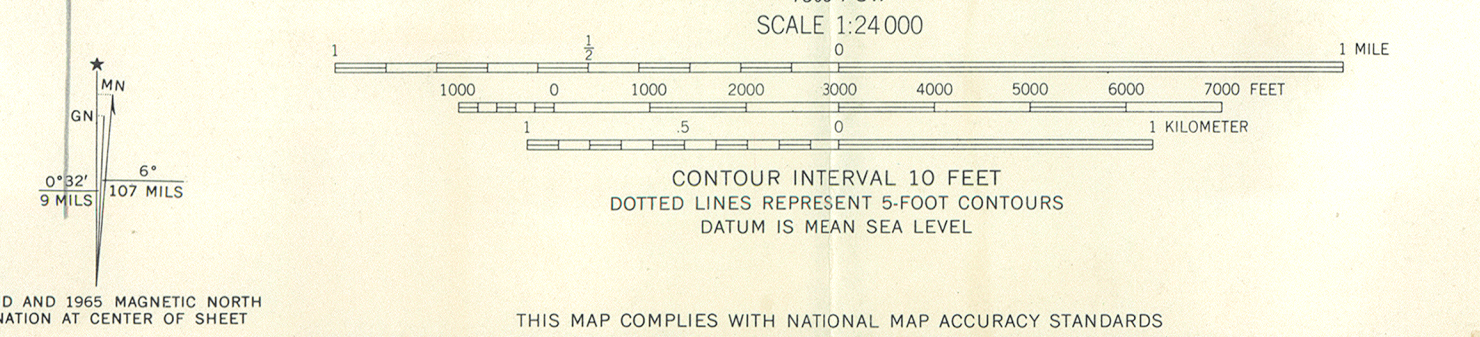 SCALE 1:24 000
1 1/2 0 1 MILE
1000 0 1000 2000 3000 4000 5000 6000 7000 FEET
1 .5 0 1 KILOMETER
CONTOUR INTERVAL 10 FEET
DOTTED LINES REPRESENT 5-FOOT CONTOURS
DATUM IS MEAN SEA LEVEL
THIS MAP COMPLIES WITH NATIONAL MAP ACCURACY STANDARDS
★
MN
GN
0°32′
9 MILS
6°
107 MILS
D AND 1965 MAGNETIC NORTH
NATION AT CENTER OF SHEET